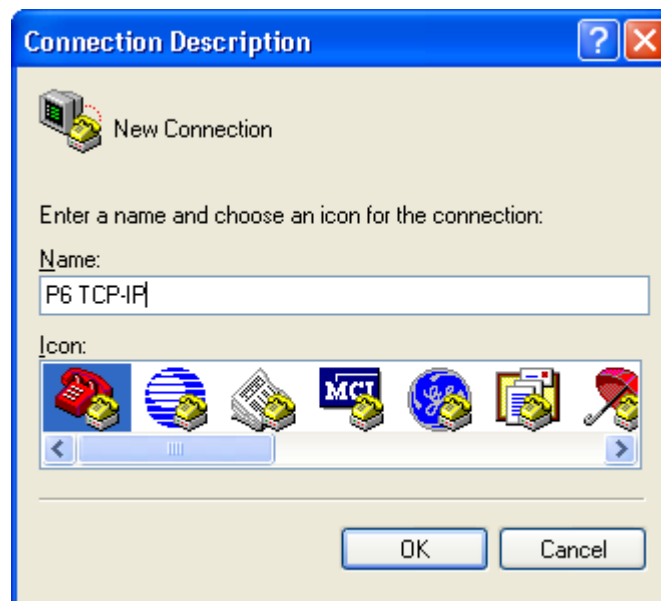 Connection Description
?
New Connection
Enter a name and choose an icon for the connection:
Name:
P6 TCP-IP
Icon:
MCI
OK
Cancel